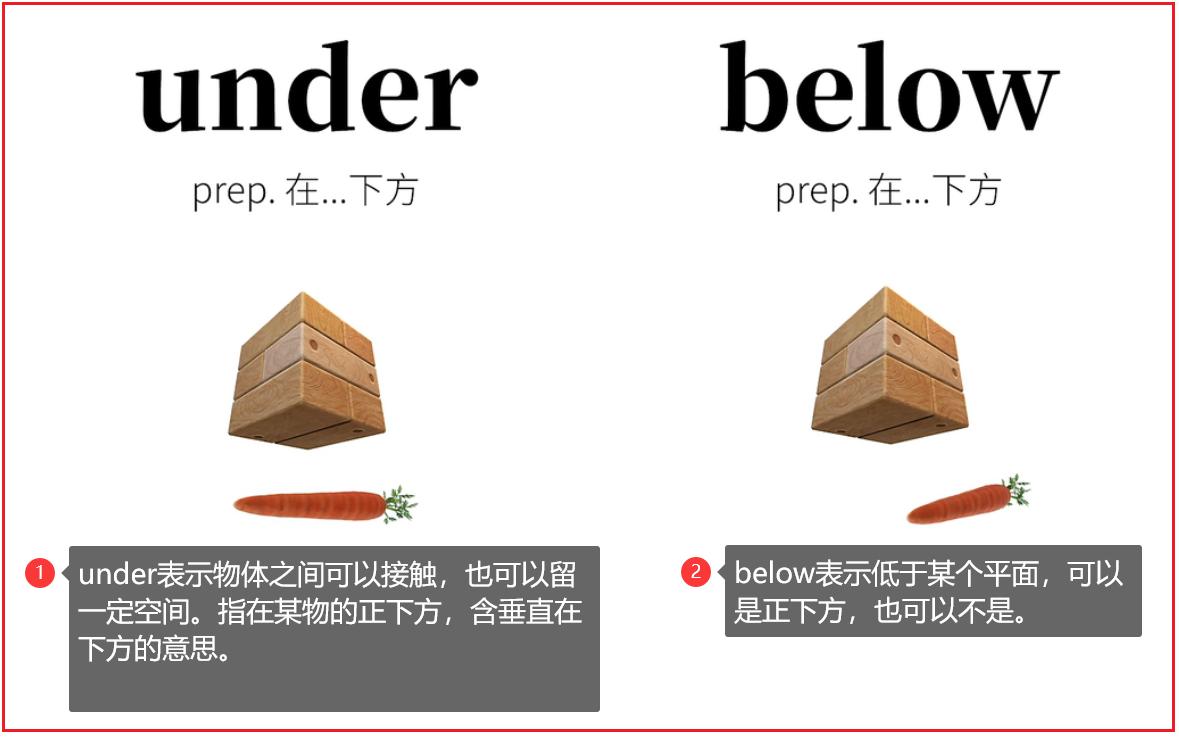 under
prep. 在...下方
1
under表示物体之间可以接触，也可以留
一定空间。指在某物的正下方，含垂直在
下方的意思。
below
prep. 在...下方
2
below表示低于某个平面，可以
是正下方，也可以不是。